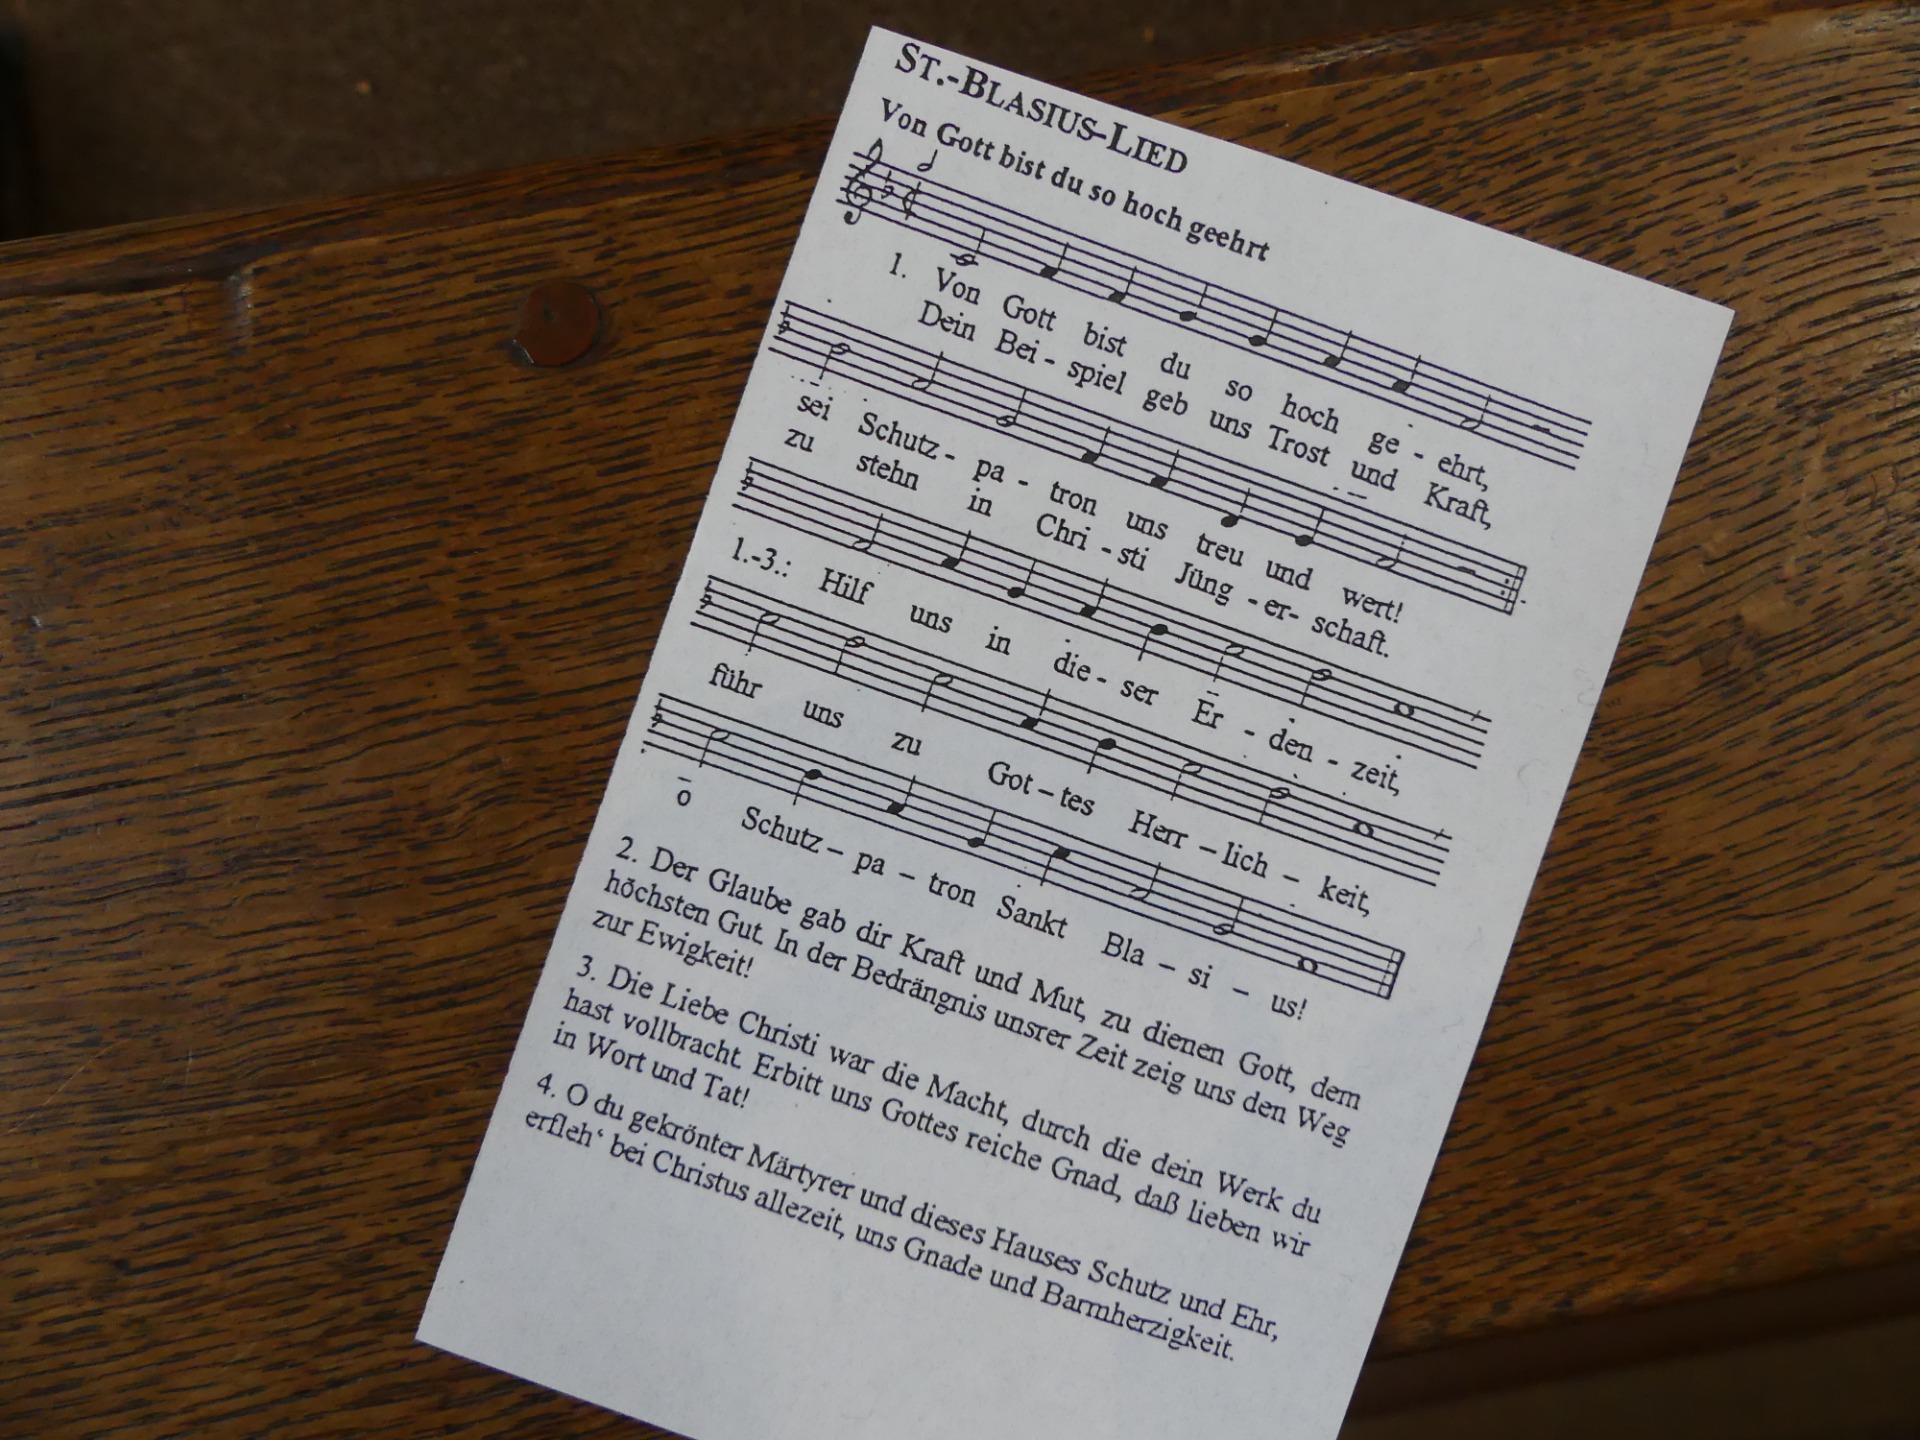 ST.-BLASIUS-LIED
Von Gott bist du so hoch geehrt
1. Von Gott bist du so hoch ge - ehrt,
Dein Bei - spiel geb uns Trost und Kraft,
sei Schutz - pa - tron uns treu und wert!
zu stehn in Chri - sti Jüng - er- schaft.
1.-3.: Hilf uns in die - ser Er - den - zeit,
führ uns zu Got - tes Herr - lich - keit,
o Schutz - pa - tron Sankt Bla - si - us!
2. Der Glaube gab dir Kraft und Mut, zu dienen Gott, dem
höchsten Gut. In der Bedrängnis unsrer Zeit zeig uns den Weg
zur Ewigkeit!
3. Die Liebe Christi war die Macht, durch die dein Werk du
hast vollbracht. Erbitt uns Gottes reiche Gnad, daß lieben wir
in Wort und Tat!
4. O du gekrönter Märtyrer und dieses Hauses Schutz und Ehr,
erfleh‘ bei Christus allezeit, uns Gnade und Barmherzigkeit.